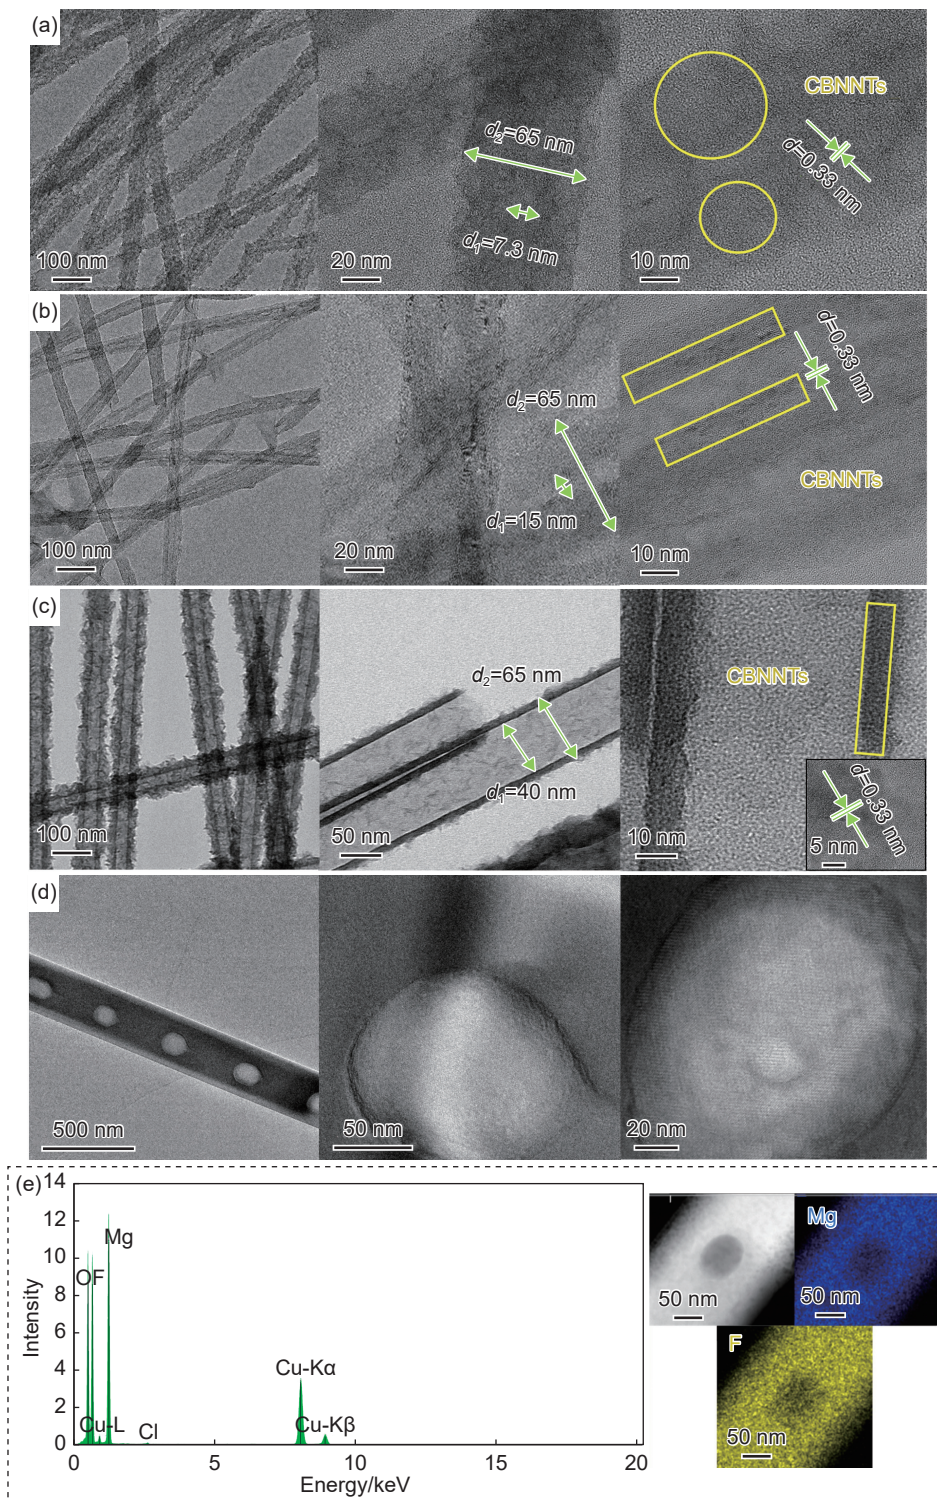 (a)
100 nm
d₂=65 nm
d₁=7.3 nm
20 nm
CBNNTs
d=0.33 nm
10 nm
(b)
100 nm
d₂=65 nm
d₁=15 nm
20 nm
d=0.33 nm
CBNNTs
10 nm
(c)
100 nm
d₂=65 nm
d₁=40 nm
50 nm
CBNNTs
10 nm
d=0.33 nm
5 nm
(d)
500 nm
50 nm
20 nm
(e)
14
12
10
8
6
4
2
0
Intensity
O F
Mg
Cu-L
Cl
Cu-Kα
Cu-Kβ
0 5 10 15 20
Energy/keV
50 nm
Mg
50 nm
F
50 nm